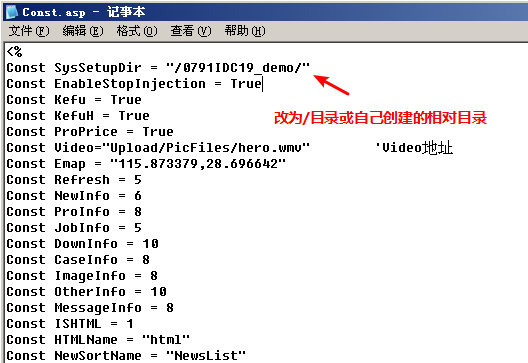 Const.asp - 记事本
文件(F) 编辑(E) 格式(O) 查看(V) 帮助(H)
<%
Const SysSetupDir = "/0791IDC19_demo/"
Const EnableStopInjection = True
Const Kefu = True
Const KefuH = True
改为/目录或自己创建的相对目录
Const ProPrice = True
Const Video="Upload/PicFiles/hero.wmv" 'Video地址
Const Emap = "115.873379,28.696642"
Const Refresh = 5
Const NewInfo = 6
Const ProInfo = 8
Const JobInfo = 5
Const DownInfo = 10
Const CaseInfo = 8
Const ImageInfo = 8
Const OtherInfo = 10
Const MessageInfo = 8
Const ISHTML = 1
Const HTMLName = "html"
Const NewSortName = "NewsList"